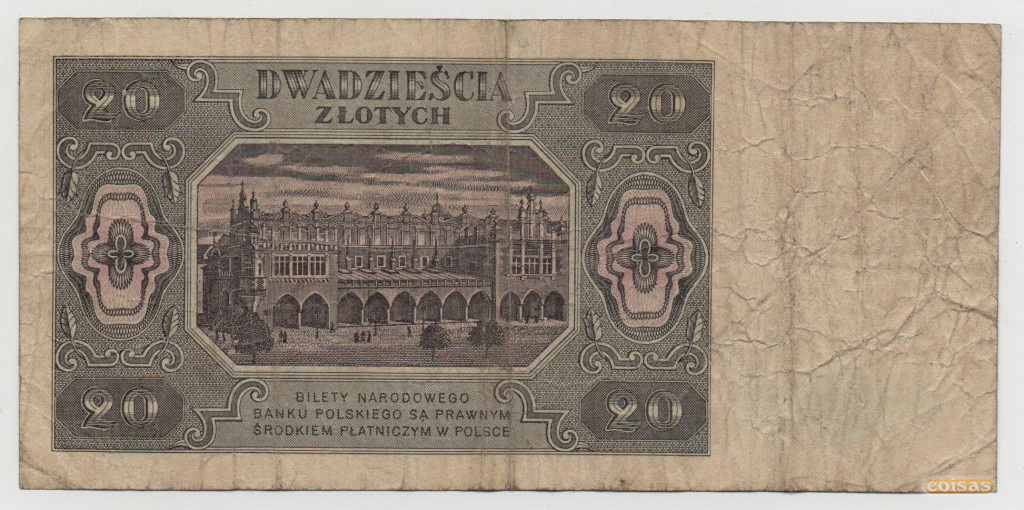 20 DWADZIEŚCIA 20
ZŁOTYCH
BILETY NARODOWEGO
20 BANKU POLSKIEGO SĄ PRAWNYM 20
ŚRODKIEM PŁATNICZYM W POLSCE
coisas